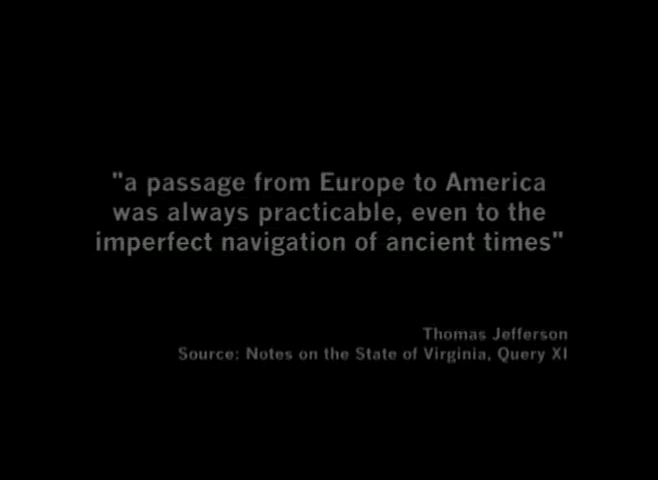 "a passage from Europe to America
was always practicable, even to the
imperfect navigation of ancient times"
Thomas Jefferson
Source: Notes on the State of Virginia, Query XI